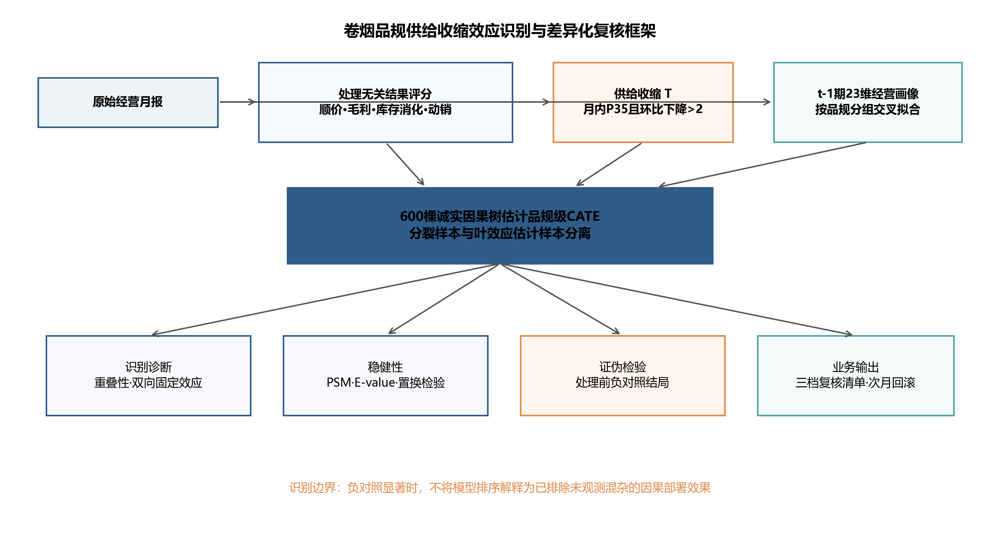 卷烟品规供给收缩效应识别与差异化复核框架
原始经营月报
处理无关结果评分
顺价•毛利•库存消化•动销
供给收缩 T
月内P35且环比下降>2
t-1期23维经营画像
按品规分组交叉拟合
600棵诚实因果树估计品规级CATE
分裂样本与叶效应估计样本分离
识别诊断
重叠性·双向固定效应
稳健性
PSM·E-value·置换检验
证伪检验
处理前负对照结局
业务输出
三档复核清单·次月回滚
识别边界：负对照显著时，不将模型排序解释为已排除未观测混杂的因果部署效果